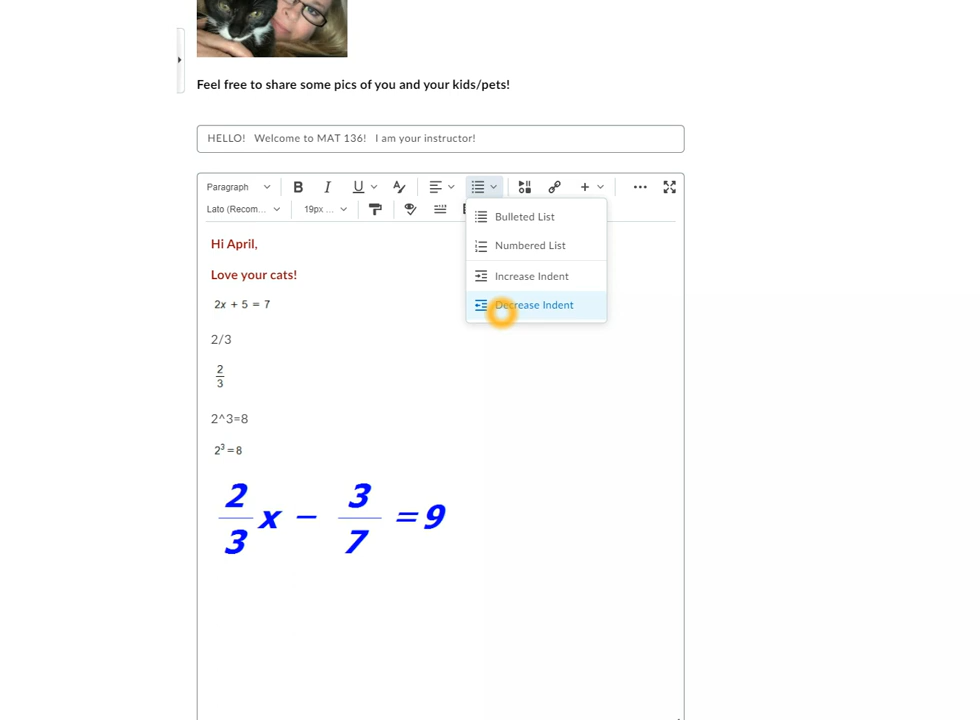 Feel free to share some pics of you and your kids/pets!
HELLO! Welcome to MAT 136! I am your instructor!
Paragraph B I U A
Lato (Recom... 19px ...
Bulleted List
Numbered List
Increase Indent
Decrease Indent
Hi April,
Love your cats!
2x + 5 = 7
2/3
2
3
2^3=8
2³ = 8
2/3 x − 3/7 = 9